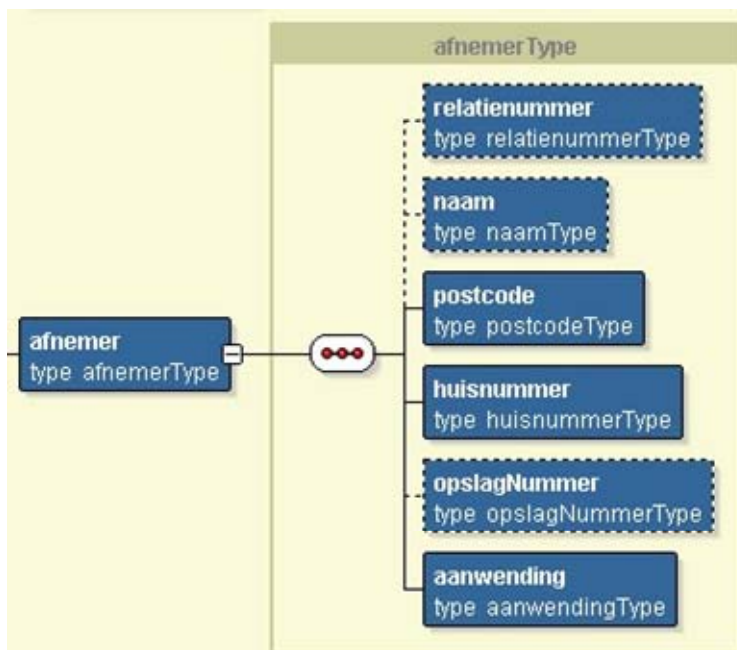 afnemerType
relatienummer
type relatienummerType
naam
type naamType
postcode
type postcodeType
afnemer
type afnemerType
huisnummer
type huisnummerType
opslagNummer
type opslagNummerType
aanwending
type aanwendingType